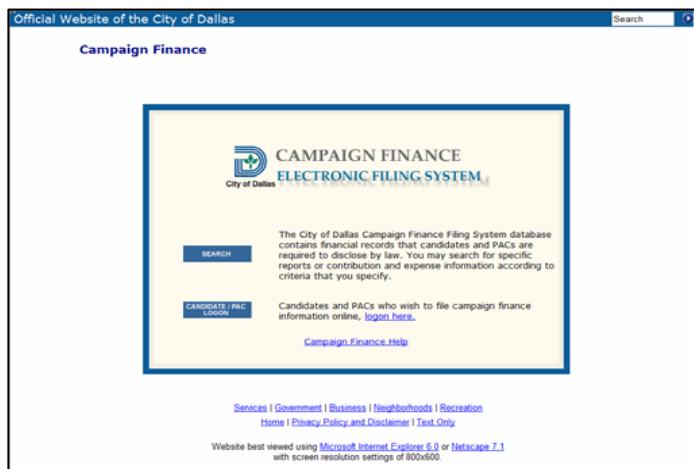 Official Website of the City of Dallas
Search
Campaign Finance
CAMPAIGN FINANCE
City of Dallas ELECTRONIC FILING SYSTEM
The City of Dallas Campaign Finance Filing System database
contains financial records that candidates and PACs are
required to disclose by law. You may search for specific
reports or contribution and expense information according to
criteria that you specify.
SEARCH
CANDIDATE / PAC
LOGON
Candidates and PACs who wish to file campaign finance
information online, logon here.
Campaign Finance Help
Services | Government | Business | Neighborhoods | Recreation
Home | Privacy Policy and Disclaimer | Text Only
Website best viewed using Microsoft Internet Explorer 6.0 or Netscape 7.1
with screen resolution settings of 800x600.